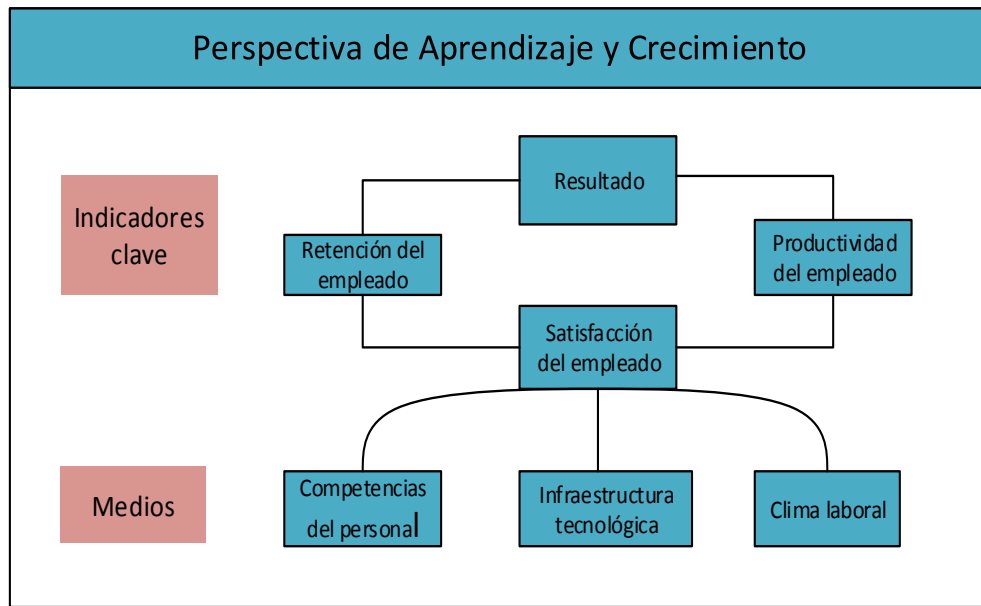 Perspectiva de Aprendizaje y Crecimiento
Indicadores
clave
Resultado
Retención del
empleado
Productividad
del empleado
Satisfacción
del empleado
Medios
Competencias
del personal
Infraestructura
tecnológica
Clima laboral